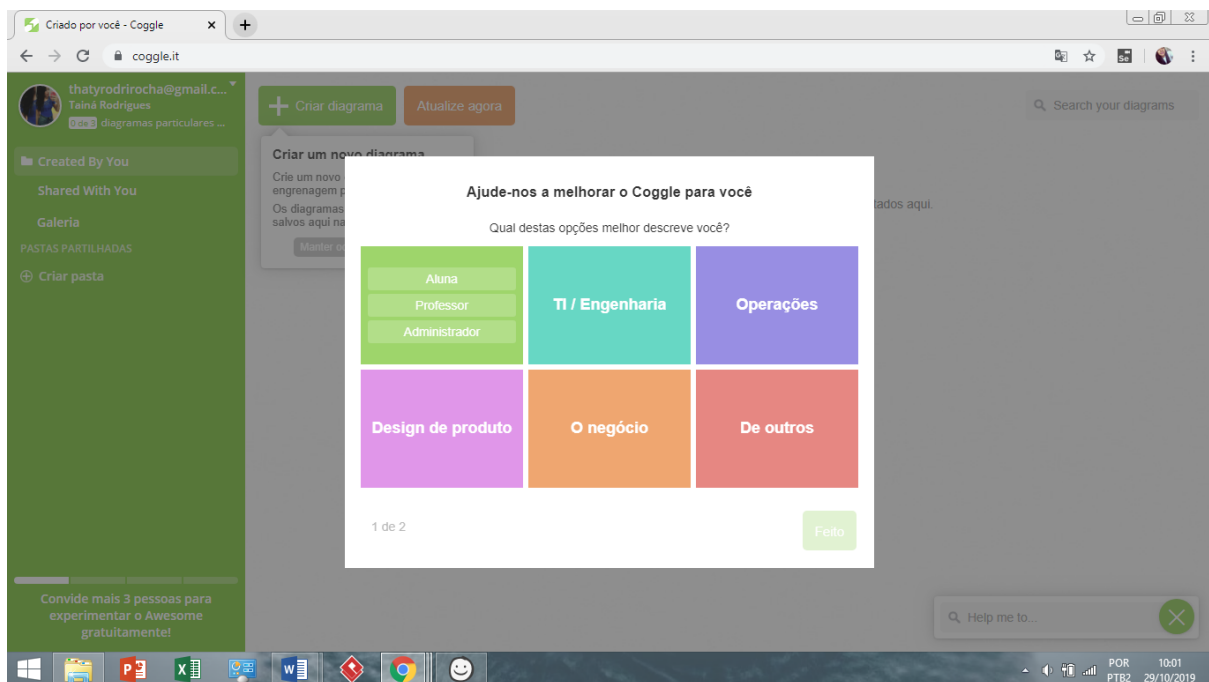 Criado por você - Coggle
coggle.it
thatyrodrirocha@gmail.c...
Tainá Rodrigues
0 de 3 diagramas particulares ...
Created By You
Shared With You
Galeria
PASTAS PARTILHADAS
Criar pasta
Convide mais 3 pessoas para
experimentar o Awesome
gratuitamente!
Criar diagrama
Atualize agora
Search your diagrams
Criar um novo diagrama
Crie um novo
engrenagem
Os diagramas
salvos aqui na
Manter
tados aqui.
Ajude-nos a melhorar o Coggle para você
Qual destas opções melhor descreve você?
Aluna
Professor
Administrador
TI / Engenharia
Operações
Design de produto
O negócio
De outros
1 de 2
Feito
Help me to...
Se
POR
PTB2
10:01
29/10/2019